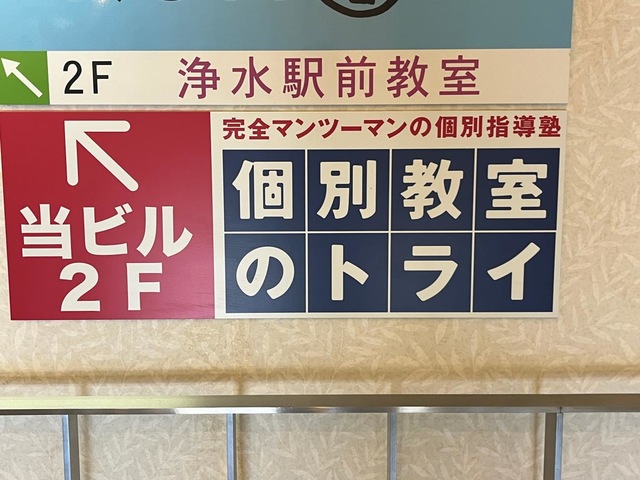 2F 浄水駅前教室
完全マンツーマンの個別指導塾
個別教室
のトライ
当ビル
2F